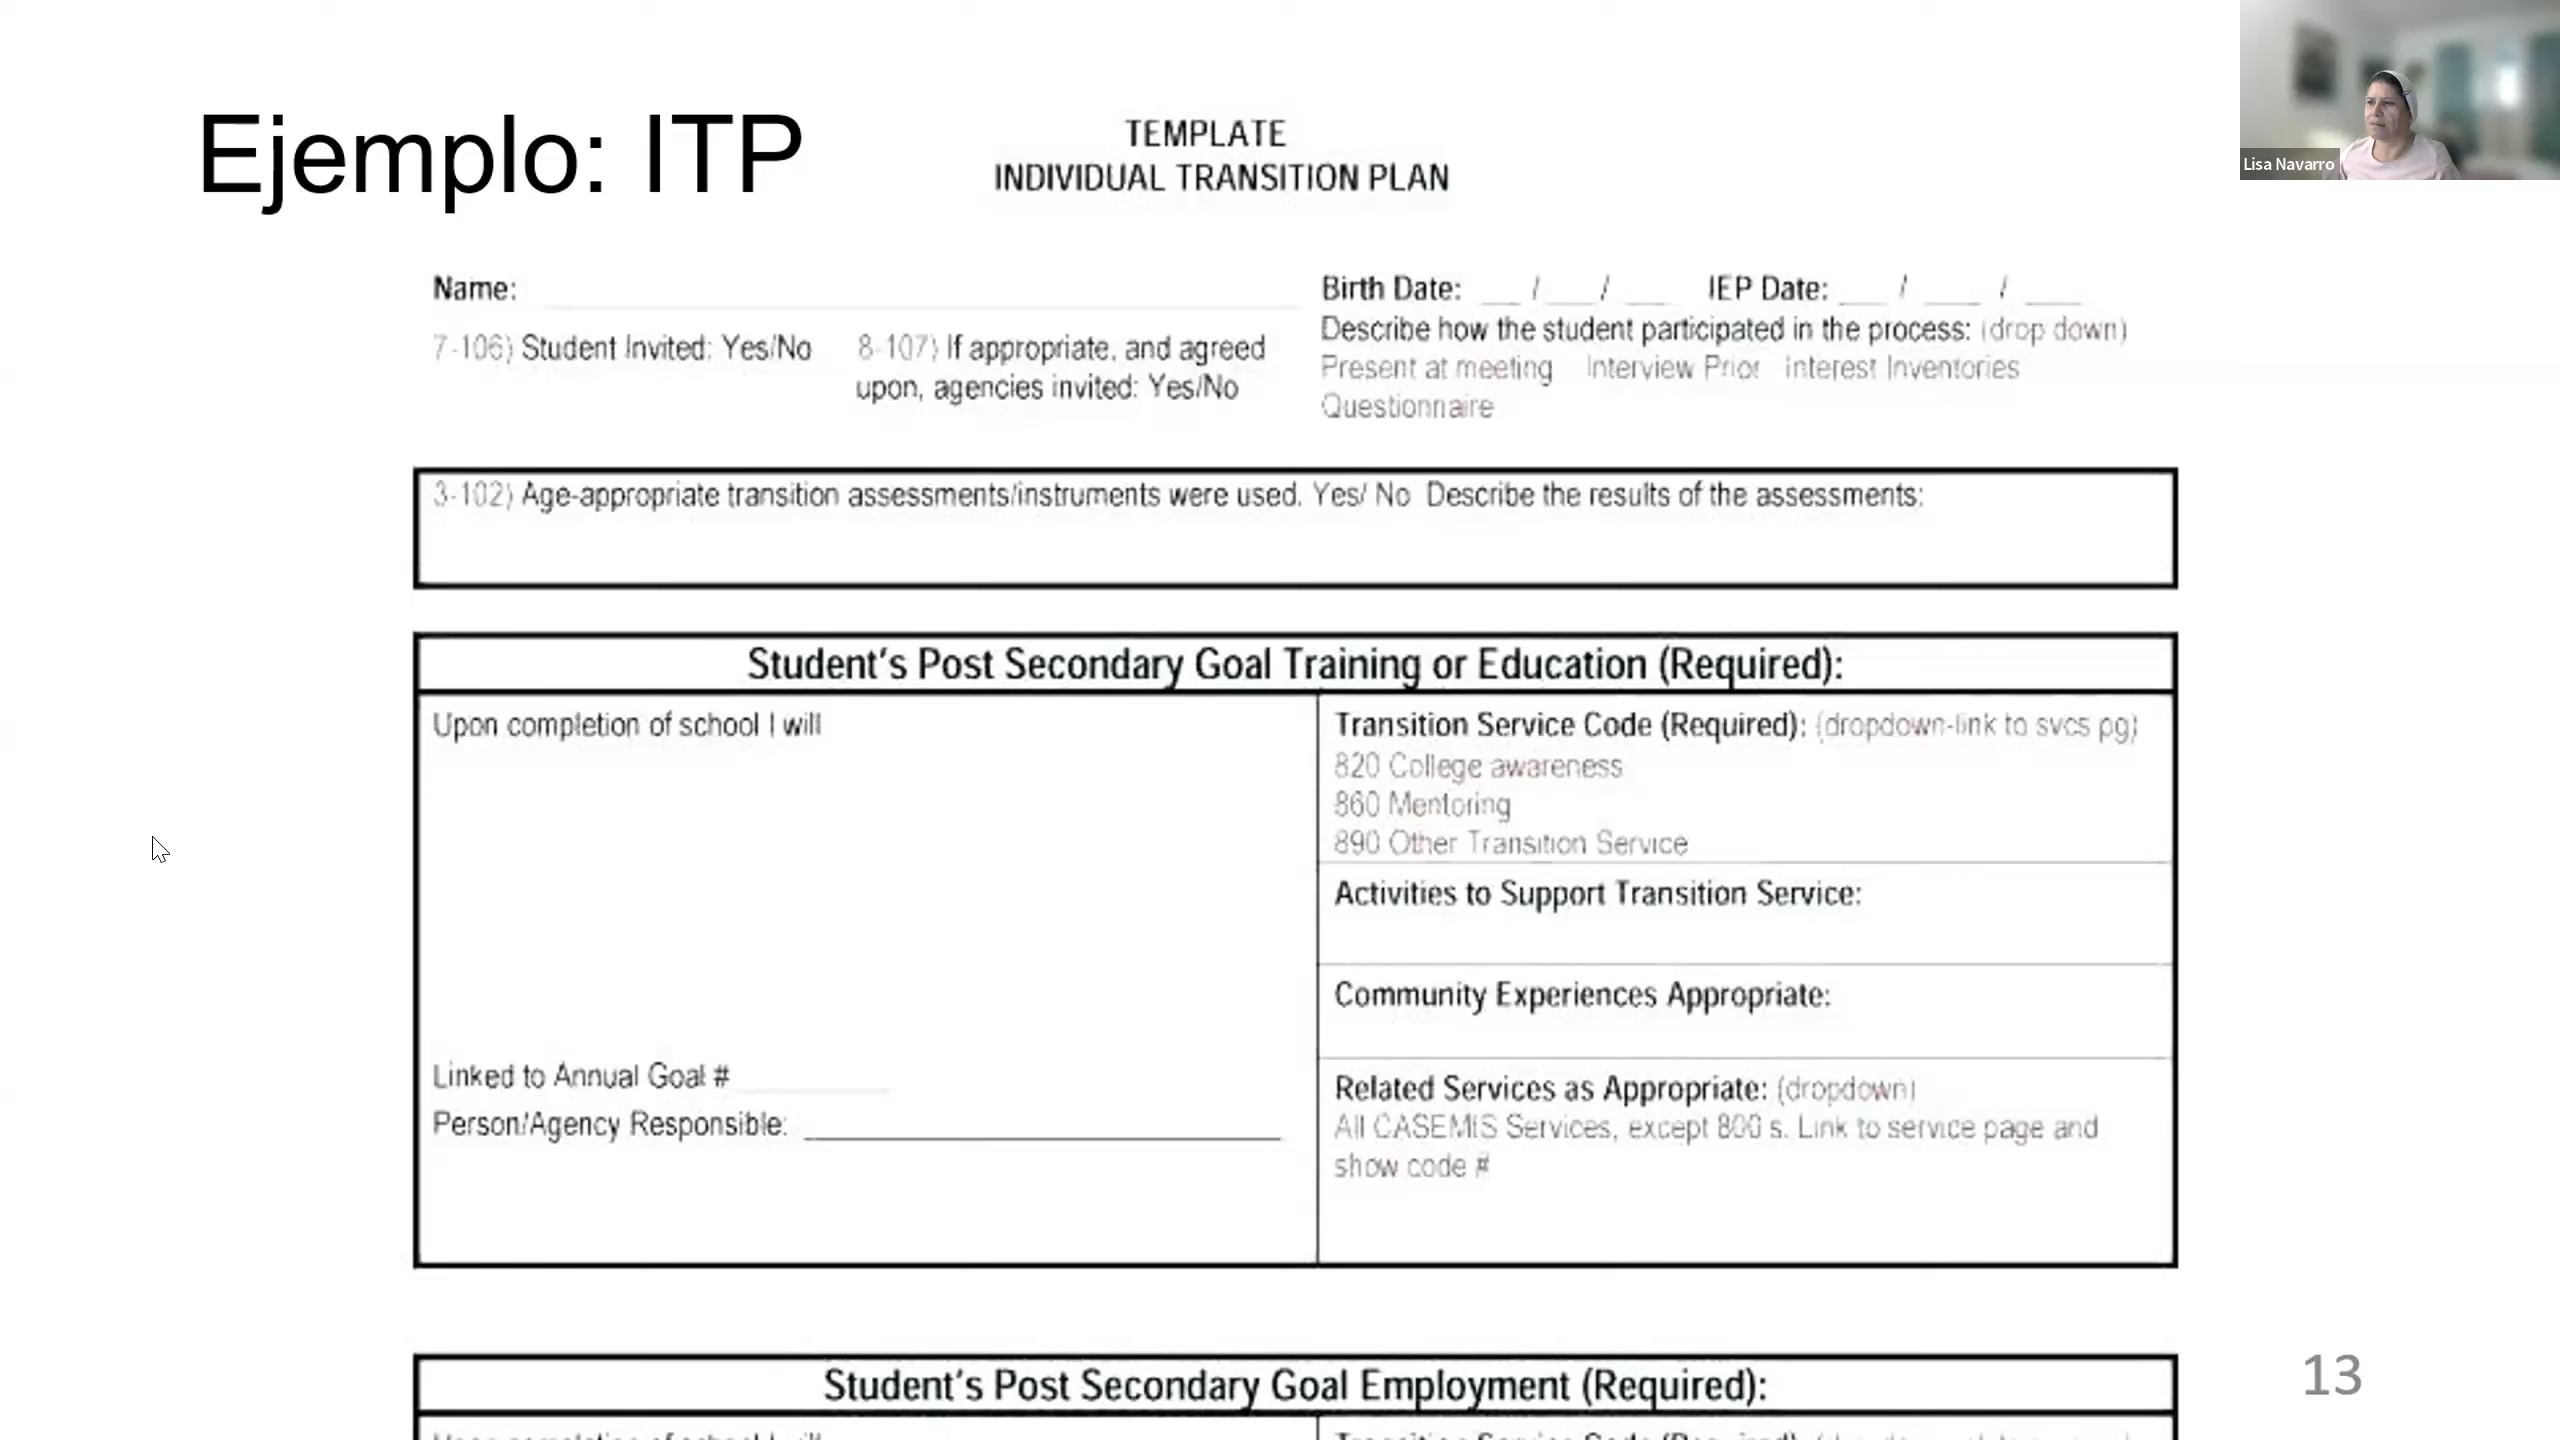 Ejemplo: ITP
TEMPLATE
INDIVIDUAL TRANSITION PLAN
Lisa Navarro
Name:
Birth Date: ___ / ___ / ___ IEP Date: ___ / ___ / ___
7-106) Student Invited: Yes/No
8-107) If appropriate, and agreed
upon, agencies invited: Yes/No
Describe how the student participated in the process: (drop down)
Present at meeting Interview Prior Interest Inventories
Questionnaire
3-102) Age-appropriate transition assessments/instruments were used. Yes/ No Describe the results of the assessments:
Student's Post Secondary Goal Training or Education (Required):
Upon completion of school I will
Linked to Annual Goal #
Person/Agency Responsible:
Transition Service Code (Required): (dropdown-link to svcs pg)
820 College awareness
860 Mentoring
890 Other Transition Service
Activities to Support Transition Service:
Community Experiences Appropriate:
Related Services as Appropriate: (dropdown)
All CASEMIS Services, except 800 s. Link to service page and
show code #
Student's Post Secondary Goal Employment (Required):
13